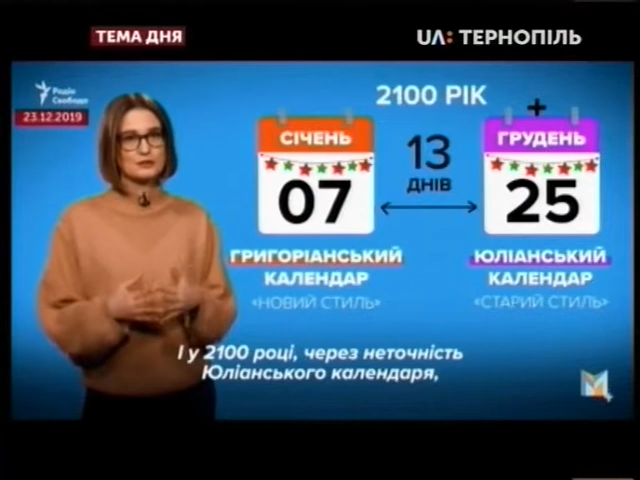 ТЕМА ДНЯ
UA: ТЕРНОПІЛЬ
Радіо
Свобода
23.12.2019
2100 РІК
СІЧЕНЬ
07
13
ДНІВ
+
ГРУДЕНЬ
25
ГРИГОРІАНСЬКИЙ
КАЛЕНДАР
«НОВИЙ СТИЛЬ»
ЮЛІАНСЬКИЙ
КАЛЕНДАР
«СТАРИЙ СТИЛЬ»
І у 2100 році, через неточність
Юліанського календаря,